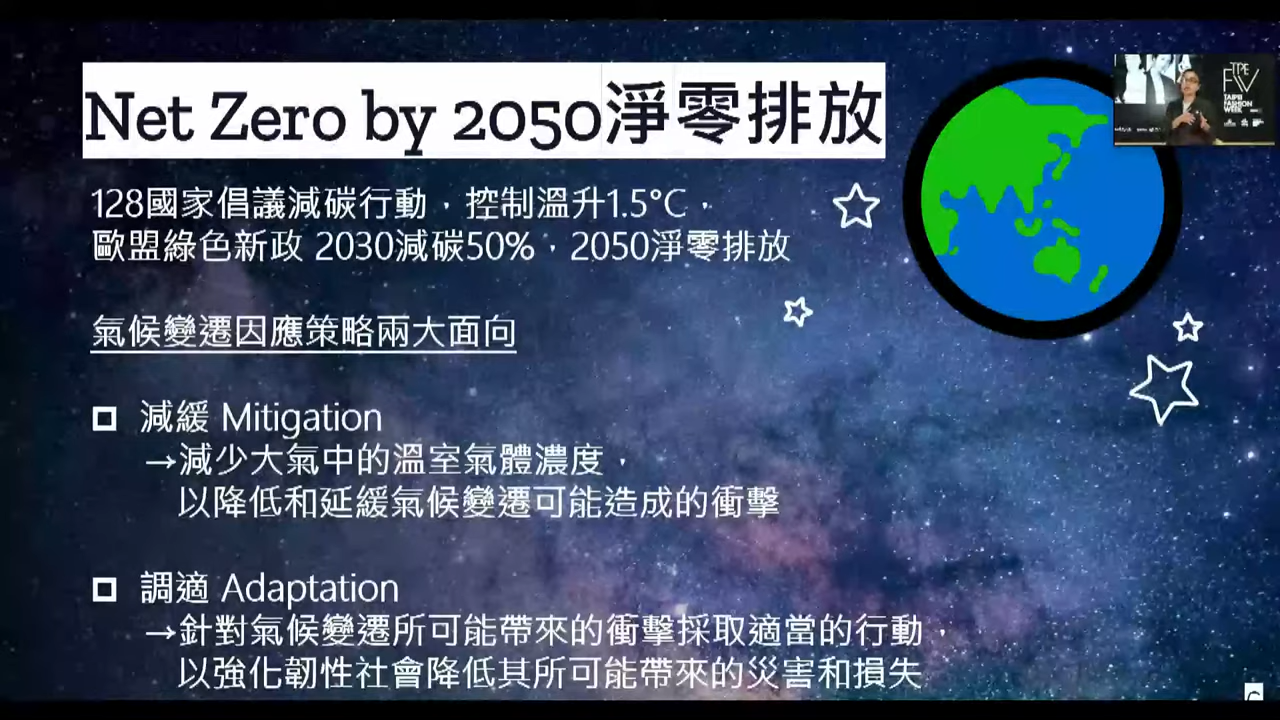 Net Zero by 2050淨零排放
128國家倡議減碳行動，控制溫升1.5°C，
歐盟綠色新政 2030減碳50%，2050淨零排放
氣候變遷因應策略兩大面向
減緩 Mitigation
→減少大氣中的溫室氣體濃度，
以降低和延緩氣候變遷可能造成的衝擊
調適 Adaptation
→針對氣候變遷所可能帶來的衝擊採取適當的行動，
以強化韌性社會降低其所可能帶來的災害和損失
TPE
FW
TAIPEI
FASHION
WEEK